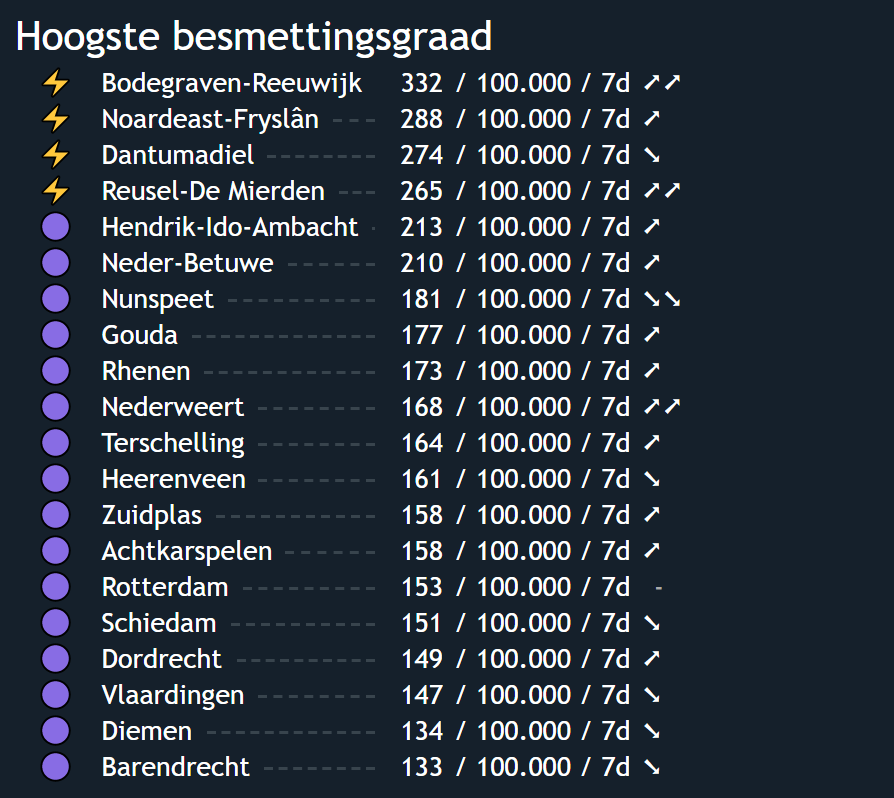 Hoogste besmettingsgraad
⚡ Bodegraven-Reeuwijk 332 / 100.000 / 7d ➚➚
⚡ Noardeast-Fryslân --- 288 / 100.000 / 7d ➚
⚡ Dantumadiel -------- 274 / 100.000 / 7d ➘
⚡ Reusel-De Mierden --- 265 / 100.000 / 7d ➚➚
🟣 Hendrik-Ido-Ambacht - 213 / 100.000 / 7d ➚
🟣 Neder-Betuwe ------ 210 / 100.000 / 7d ➚
🟣 Nunspeet ---------- 181 / 100.000 / 7d ➘➘
🟣 Gouda ------------- 177 / 100.000 / 7d ➚
🟣 Rhenen ------------ 173 / 100.000 / 7d ➚
🟣 Nederweert -------- 168 / 100.000 / 7d ➚➚
🟣 Terschelling -------- 164 / 100.000 / 7d ➚
🟣 Heerenveen -------- 161 / 100.000 / 7d ➘
🟣 Zuidplas ----------- 158 / 100.000 / 7d ➚
🟣 Achtkarspelen ------ 158 / 100.000 / 7d ➚
🟣 Rotterdam --------- 153 / 100.000 / 7d -
🟣 Schiedam ---------- 151 / 100.000 / 7d ➘
🟣 Dordrecht --------- 149 / 100.000 / 7d ➚
🟣 Vlaardingen -------- 147 / 100.000 / 7d ➘
🟣 Diemen ------------ 134 / 100.000 / 7d ➘
🟣 Barendrecht -------- 133 / 100.000 / 7d ➘